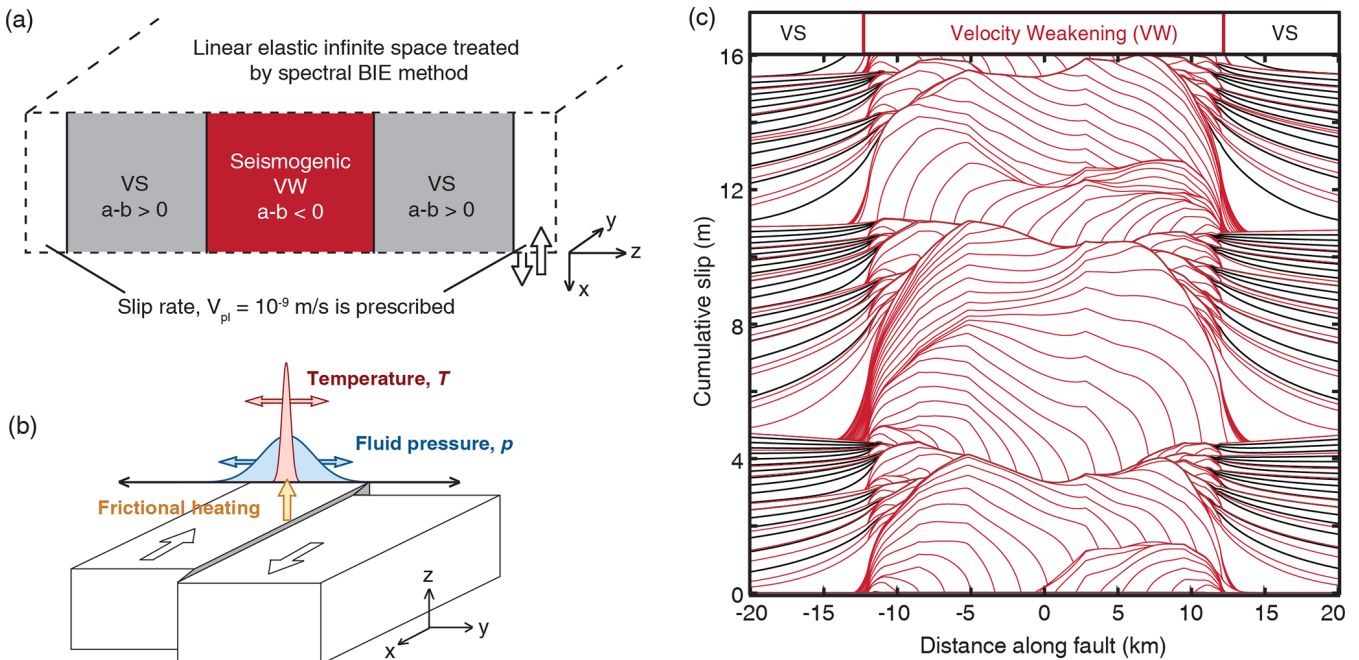 (a)
Linear elastic infinite space treated
by spectral BIE method
VS
a-b > 0
Seismogenic
VW
a-b < 0
VS
a-b > 0
y
z
x
Slip rate, Vpl = 10-9 m/s is prescribed
(b)
Temperature, T
Fluid pressure, p
Frictional heating
z
y
x
(c)
VS
Velocity Weakening (VW)
VS
16
12
8
4
0
Cumulative slip (m)
-20 -15 -10 -5 0 5 10 15 20
Distance along fault (km)